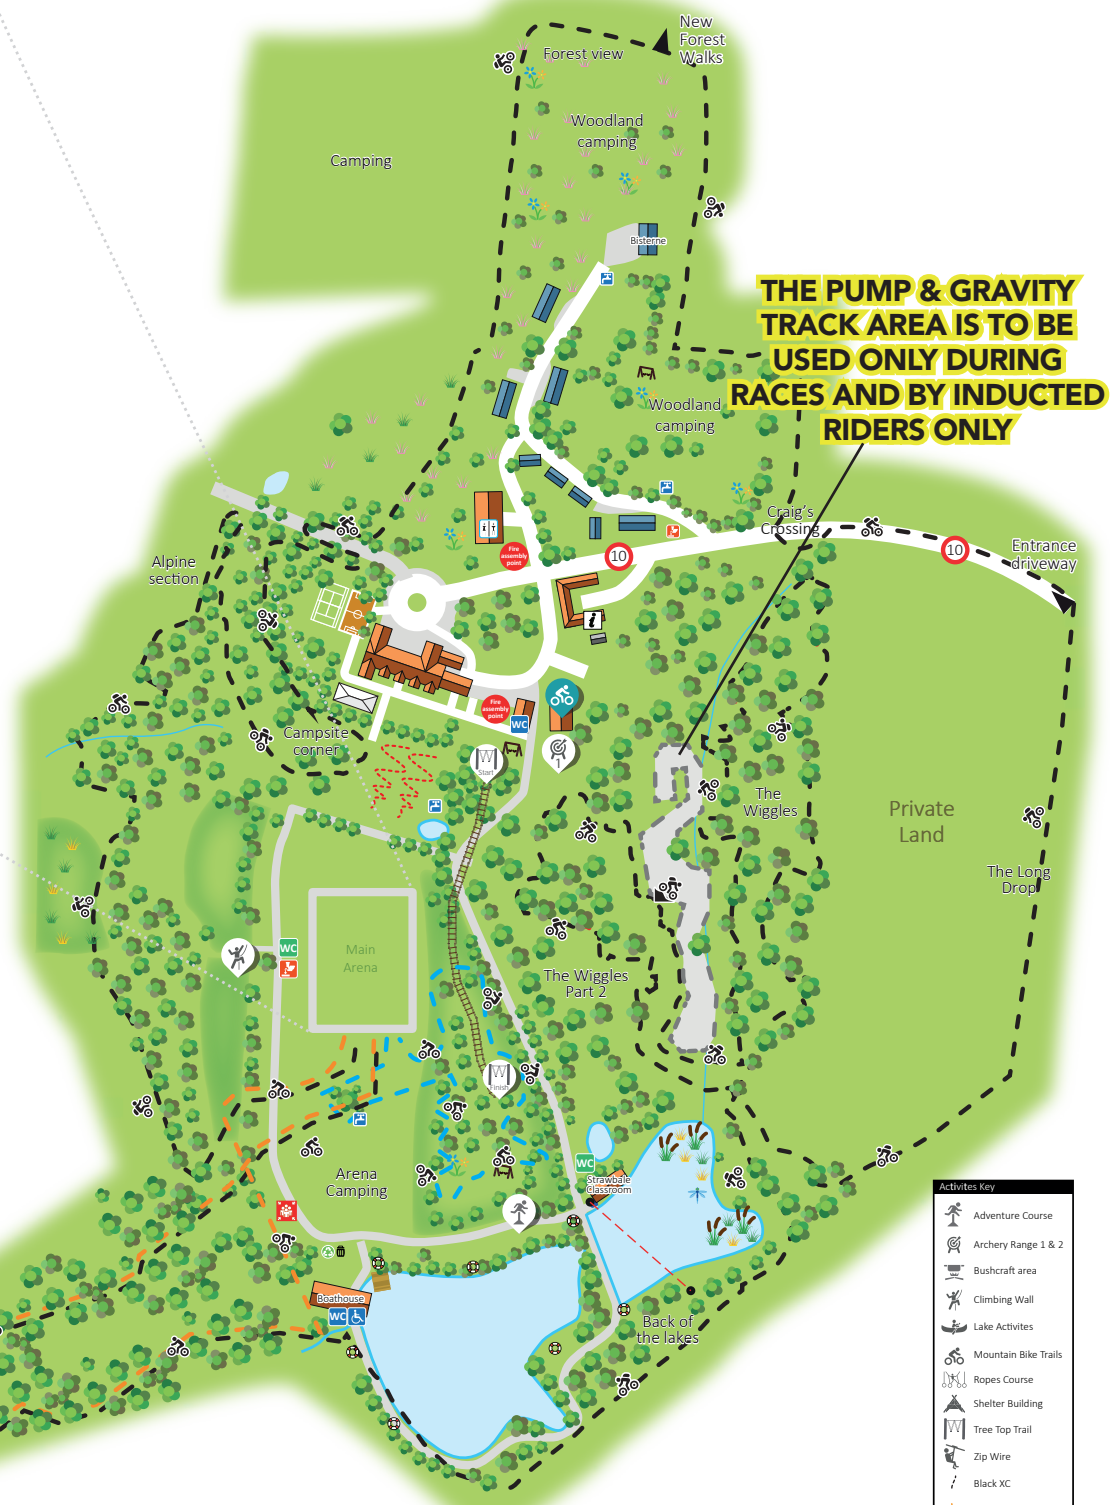 New
Forest
Walks
Forest view
Woodland
camping
Camping
Bisterne
THE PUMP & GRAVITY
TRACK AREA IS TO BE
USED ONLY DURING
RACES AND BY INDUCTED
RIDERS ONLY
Woodland
camping
Craig's
Crossing
Entrance
driveway
10
10
Fire
assembly
point
i
Alpine
section
Fire
assembly
point
WC
Campsite
corner
Start
1
The
Wiggles
Private
Land
The Long
Drop
WC
Main
Arena
The Wiggles
Part 2
Finish
Arena
Camping
WC
Strawbale
Classroom
Boathouse
WC
Back of
the lakes
Activites Key
Adventure Course
Archery Range 1 & 2
Bushcraft area
Climbing Wall
Lake Activites
Mountain Bike Trails
Ropes Course
Shelter Building
Tree Top Trail
Zip Wire
Black XC